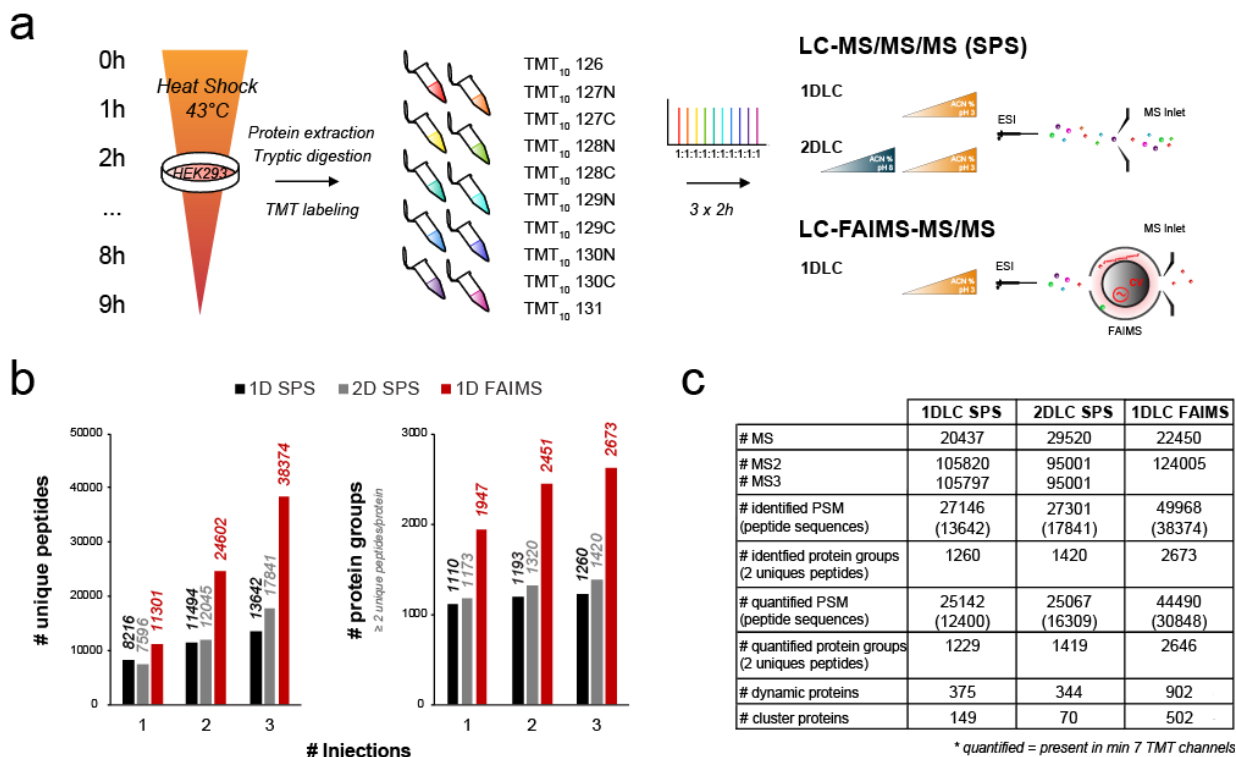 a
0h
1h
2h
...
8h
9h
Heat Shock
43°C
HEK293
Protein extraction
Tryptic digestion
TMT labeling
TMT10 126
TMT10 127N
TMT10 127C
TMT10 128N
TMT10 128C
TMT10 129N
TMT10 129C
TMT10 130N
TMT10 130C
TMT10 131
1:1:1:1:1:1:1:1:1:1
3 x 2h
LC-MS/MS/MS (SPS)
1DLC
ACN %
pH 3
2DLC
ACN %
pH 8
ACN %
pH 3
ESI
MS Inlet
LC-FAIMS-MS/MS
1DLC
ACN %
pH 3
ESI
MS Inlet
CV
FAIMS
b
1D SPS 2D SPS 1D FAIMS
# unique peptides
50000
40000
30000
20000
10000
0
8216 7596 11301
11494 12045 24602
13642 17841 38374
1 2 3
# protein groups
≥ 2 unique peptides/protein
3000
2000
1000
0
1110 1173 1947
1193 1320 2451
1260 1420 2673
1 2 3
# Injections
c
1DLC SPS 2DLC SPS 1DLC FAIMS
# MS 20437 29520 22450
# MS2 105820 95001 124005
# MS3 105797 95001
# identified PSM 27146 27301 49968
(peptide sequences) (13642) (17841) (38374)
# identfied protein groups 1260 1420 2673
(2 uniques peptides)
# quantified PSM 25142 25067 44490
(peptide sequences) (12400) (16309) (30848)
# quantified protein groups 1229 1419 2646
(2 uniques peptides)
# dynamic proteins 375 344 902
# cluster proteins 149 70 502
* quantified = present in min 7 TMT channels